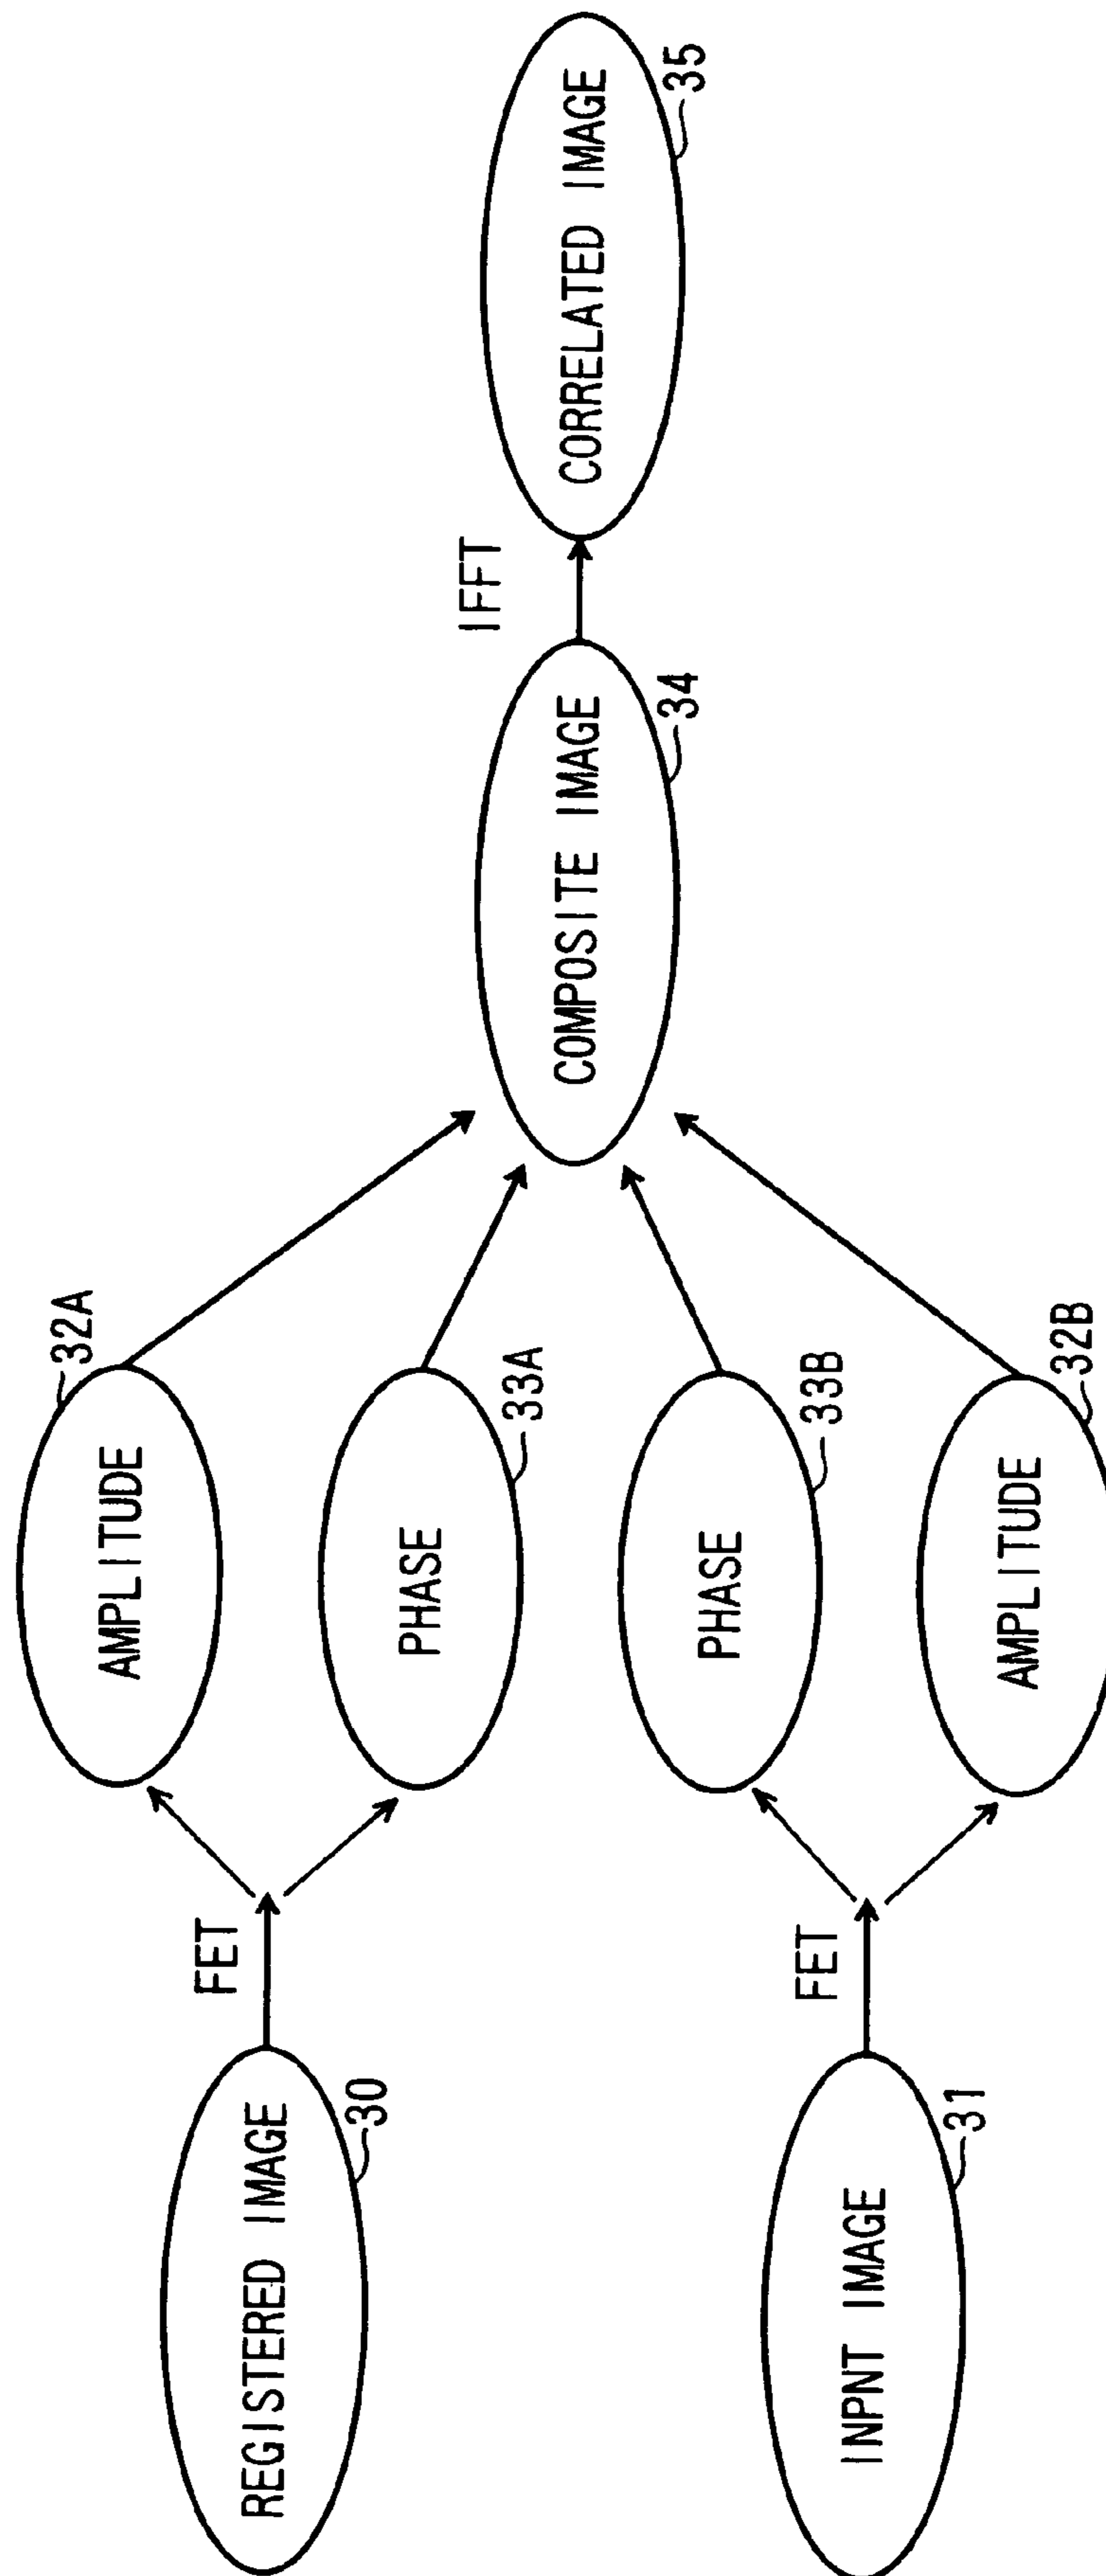 REGISTERED IMAGE
30
FET
AMPLITUDE
32A
PHASE
33A
INPNT IMAGE
31
FET
PHASE
33B
AMPLITUDE
32B
COMPOSITE IMAGE
34
IFFT
CORRELATED IMAGE
35